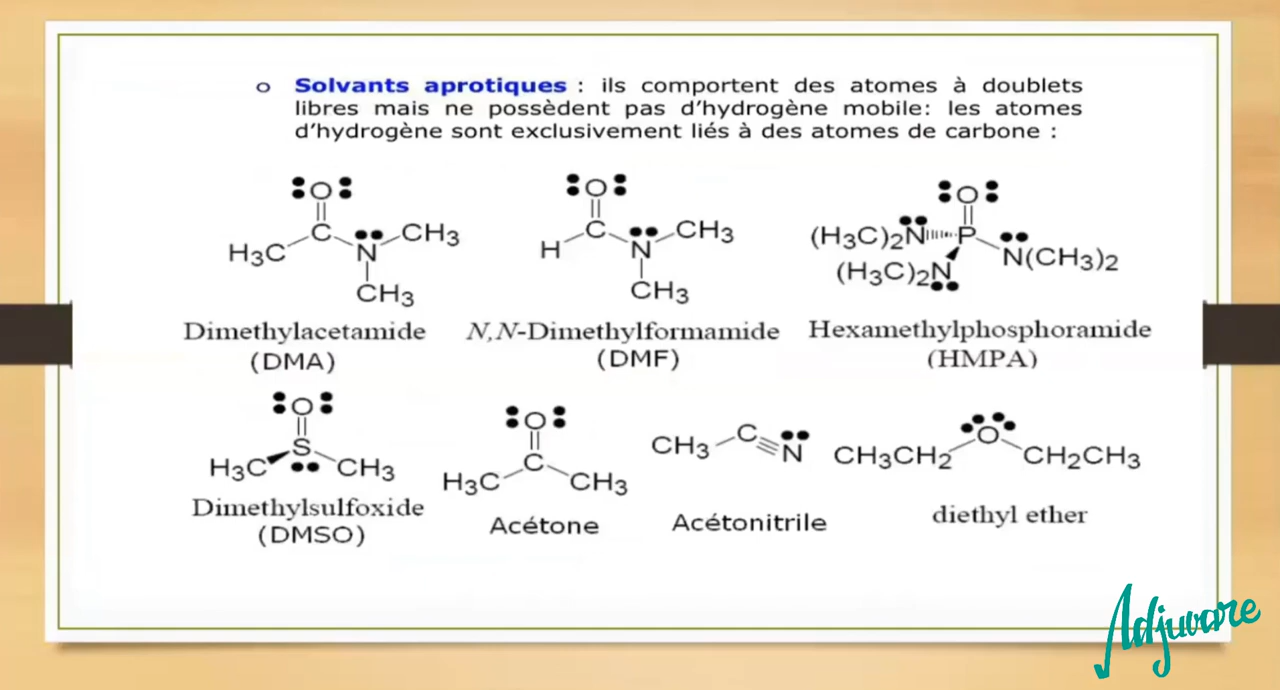 o Solvants aprotiques : ils comportent des atomes à doublets
libres mais ne possèdent pas d'hydrogène mobile: les atomes
d'hydrogène sont exclusivement liés à des atomes de carbone :
O
C
H3C
N
CH3
CH3
Dimethylacetamide
(DMA)
O
C
H
N
CH3
CH3
N,N-Dimethylformamide
(DMF)
O
(H3C)2N
P
N(CH3)2
(H3C)2N
Hexamethylphosphoramide
(HMPA)
O
S
H3C
CH3
Dimethylsulfoxide
(DMSO)
O
C
H3C
CH3
Acétone
CH3
C
N
Acétonitrile
O
CH3CH2
CH2CH3
diethyl ether
Adjuvare